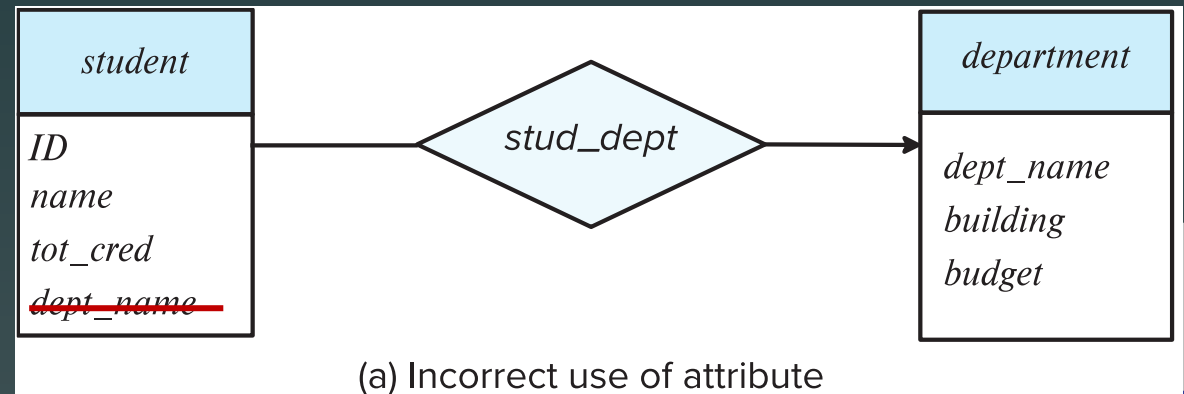 student
ID
name
tot_cred
dept_name
stud_dept
department
dept_name
building
budget
(a) Incorrect use of attribute